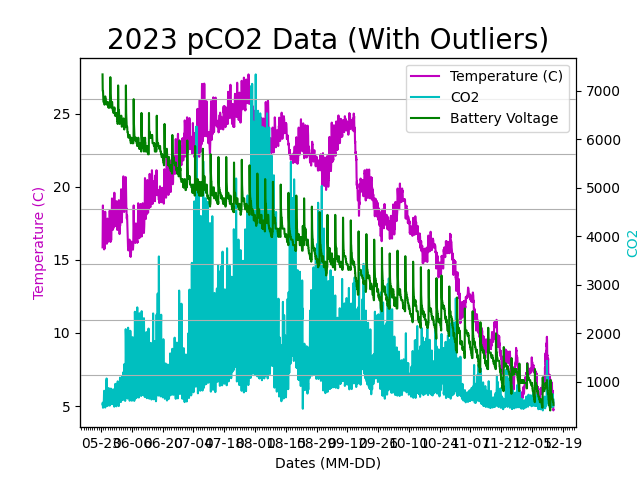 2023 pCO2 Data (With Outliers)
Temperature (C)
CO2
Battery Voltage
25
20
15
10
5
Temperature (C)
7000
6000
5000
4000
3000
2000
1000
CO2
05-23 06-06 06-20 07-04 07-18 08-01 08-15 08-29 09-12 09-26 10-10 10-24 11-07 11-21 12-05 12-19
Dates (MM-DD)